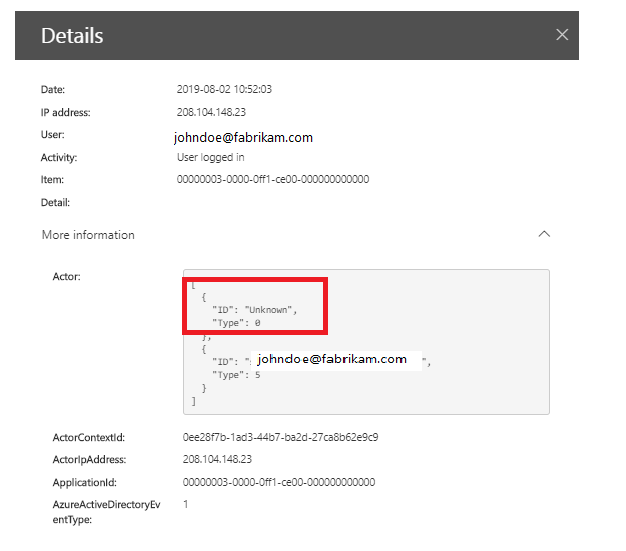 Details
Date: 2019-08-02 10:52:03
IP address: 208.104.148.23
User: johndoe@fabrikam.com
Activity: User logged in
Item: 00000003-0000-0ff1-ce00-000000000000
Detail:
More information
Actor:
[
{
"ID": "Unknown",
"Type": 0
},
{
"ID": " johndoe@fabrikam.com ",
"Type": 5
}
]
ActorContextId: 0ee28f7b-1ad3-44b7-ba2d-27ca8b62e9c9
ActorIpAddress: 208.104.148.23
ApplicationId: 00000003-0000-0ff1-ce00-000000000000
AzureActiveDirectoryEv 1
entType: